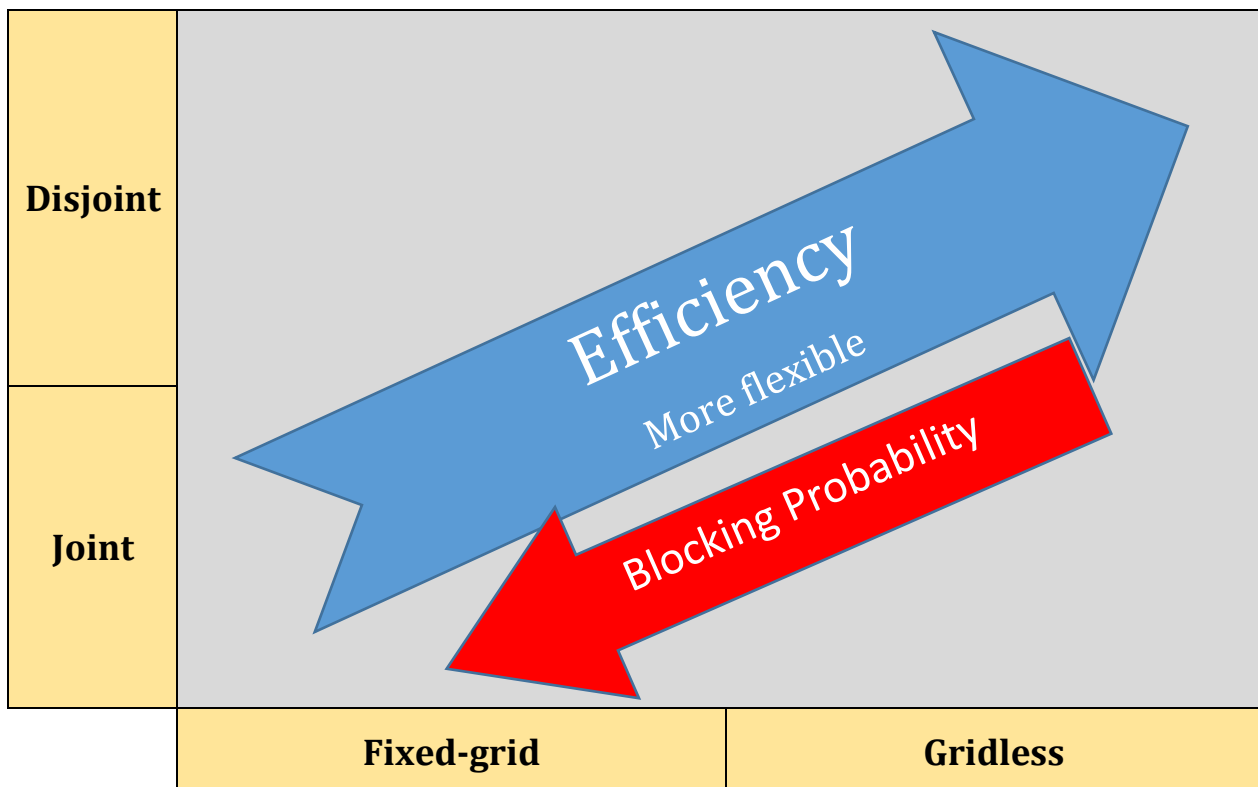 Disjoint
Efficiency
More flexible
Blocking Probability
Joint
Fixed-grid
Gridless